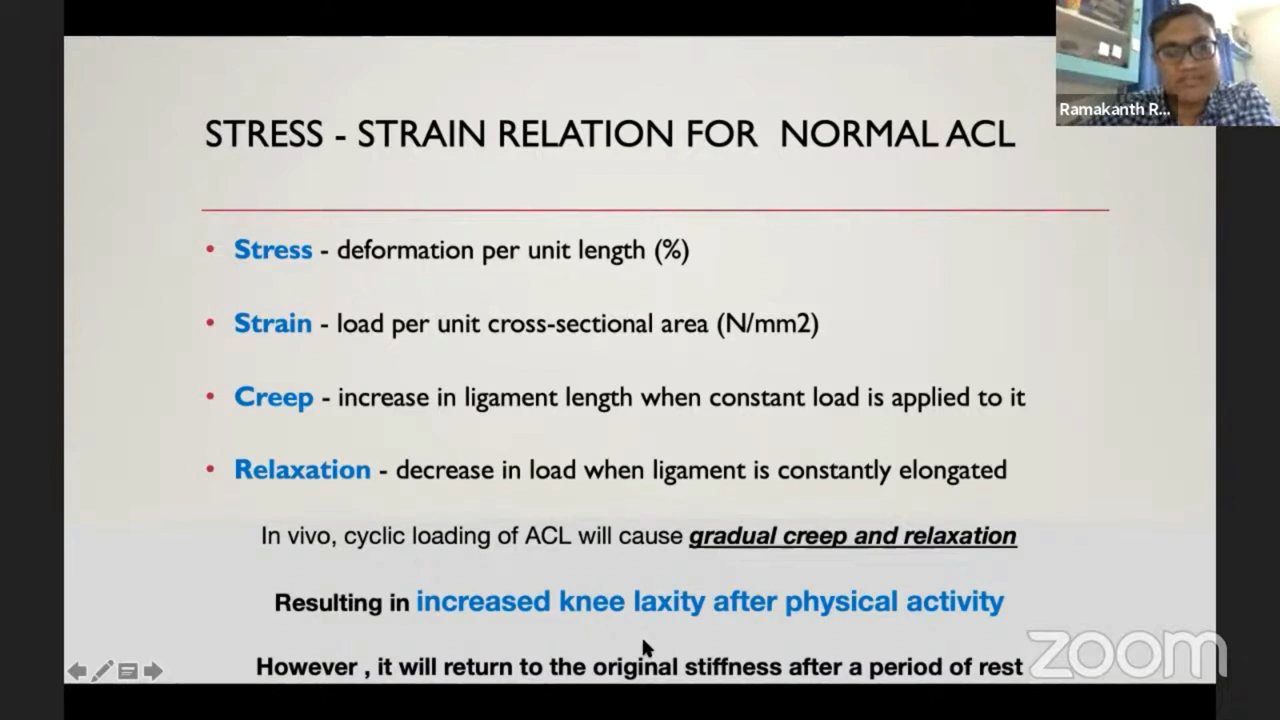 Ramakanth R...
STRESS - STRAIN RELATION FOR NORMAL ACL
• Stress - deformation per unit length (%)
• Strain - load per unit cross-sectional area (N/mm2)
• Creep - increase in ligament length when constant load is applied to it
• Relaxation - decrease in load when ligament is constantly elongated
In vivo, cyclic loading of ACL will cause gradual creep and relaxation
Resulting in increased knee laxity after physical activity
However , it will return to the original stiffness after a period of rest
zoom